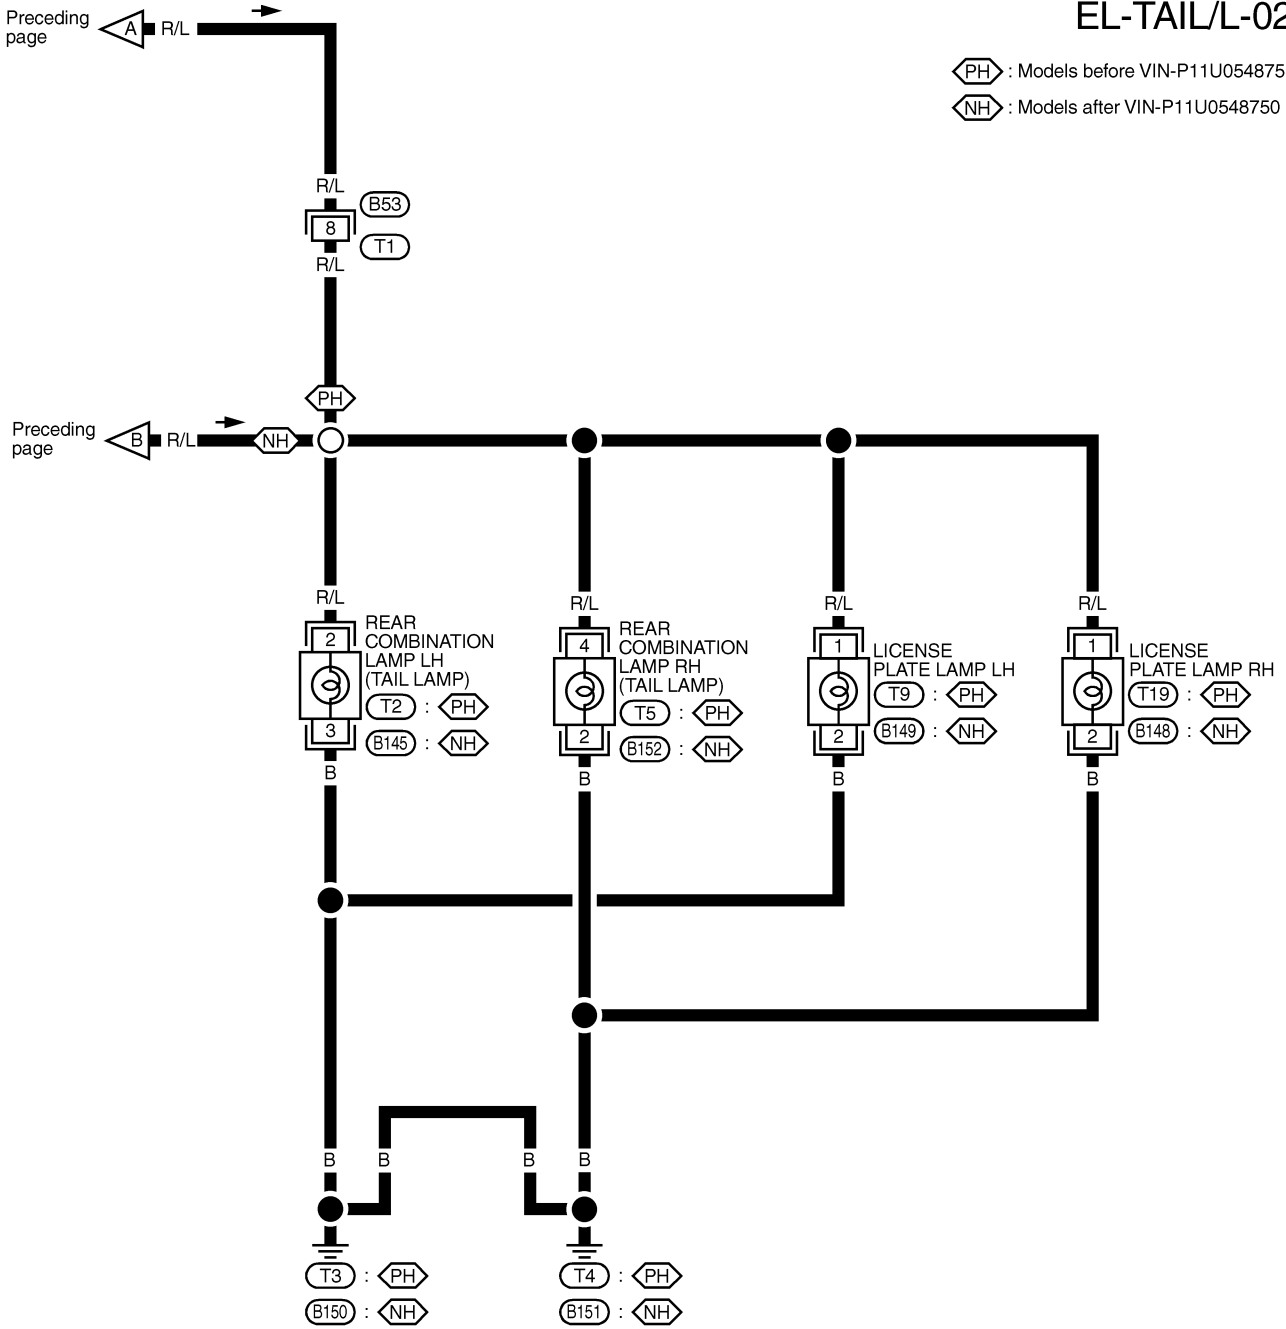 EL-TAIL/L-02
Preceding
page
A
R/L
PH : Models before VIN-P11U054875
NH : Models after VIN-P11U0548750
R/L
B53
8
T1
R/L
PH
Preceding
page
B
R/L
NH
R/L
R/L
R/L
R/L
2
REAR
COMBINATION
LAMP LH
(TAIL LAMP)
T2 : PH
3
B145 : NH
4
REAR
COMBINATION
LAMP RH
(TAIL LAMP)
T5 : PH
2
B152 : NH
1
LICENSE
PLATE LAMP LH
T9 : PH
2
B149 : NH
1
LICENSE
PLATE LAMP RH
T19 : PH
2
B148 : NH
B
B
B
B
B
B
B
B
T3 : PH
B150 : NH
T4 : PH
B151 : NH